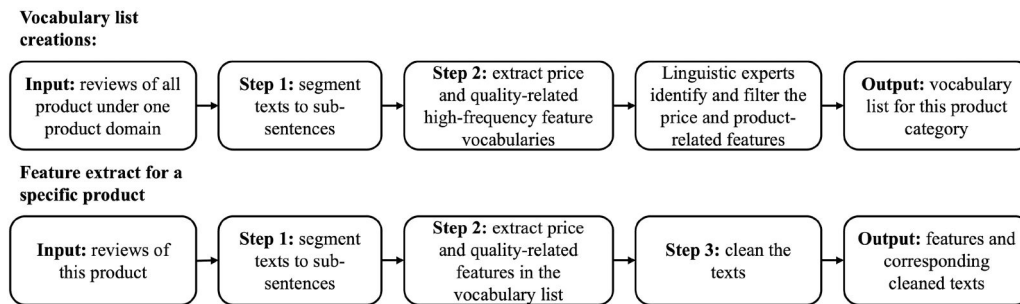 Vocabulary list
creations:
Input: reviews of all
product under one
product domain
Step 1: segment
texts to sub-
sentences
Step 2: extract price
and quality-related
high-frequency feature
vocabularies
Linguistic experts
identify and filter the
price and product-
related features
Output: vocabulary
list for this product
category
Feature extract for a
specific product
Input: reviews of
this product
Step 1: segment
texts to sub-
sentences
Step 2: extract price
and quality-related
features in the
vocabulary list
Step 3: clean the
texts
Output: features and
corresponding
cleaned texts